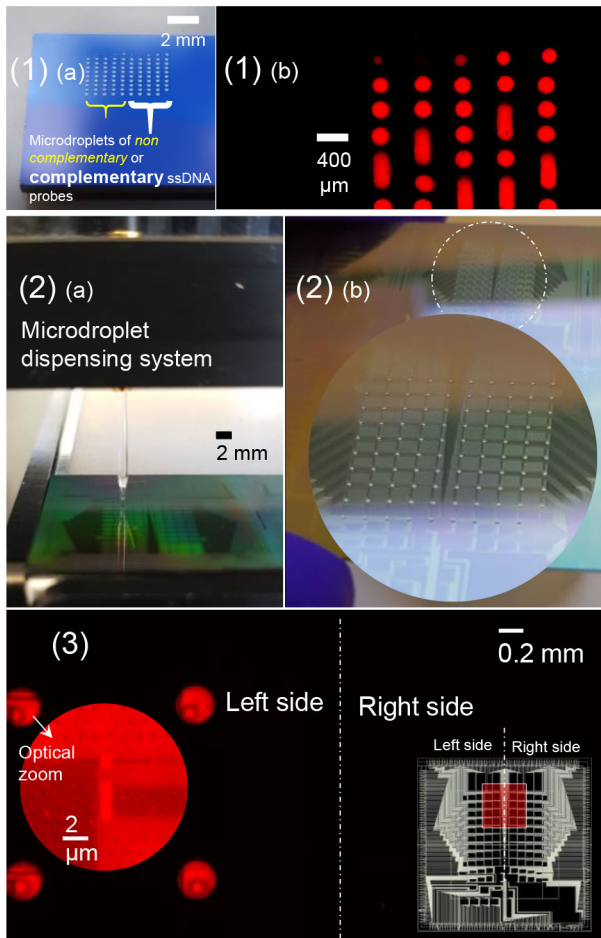 (1) (a)
2 mm
Microdroplets of non
complementary or
complementary ssDNA
probes
(1) (b)
400
μm
(2) (a)
Microdroplet
dispensing system
2 mm
(2) (b)
(3)
0.2 mm
Left side
Right side
Optical
zoom
2
μm
Left side
Right side